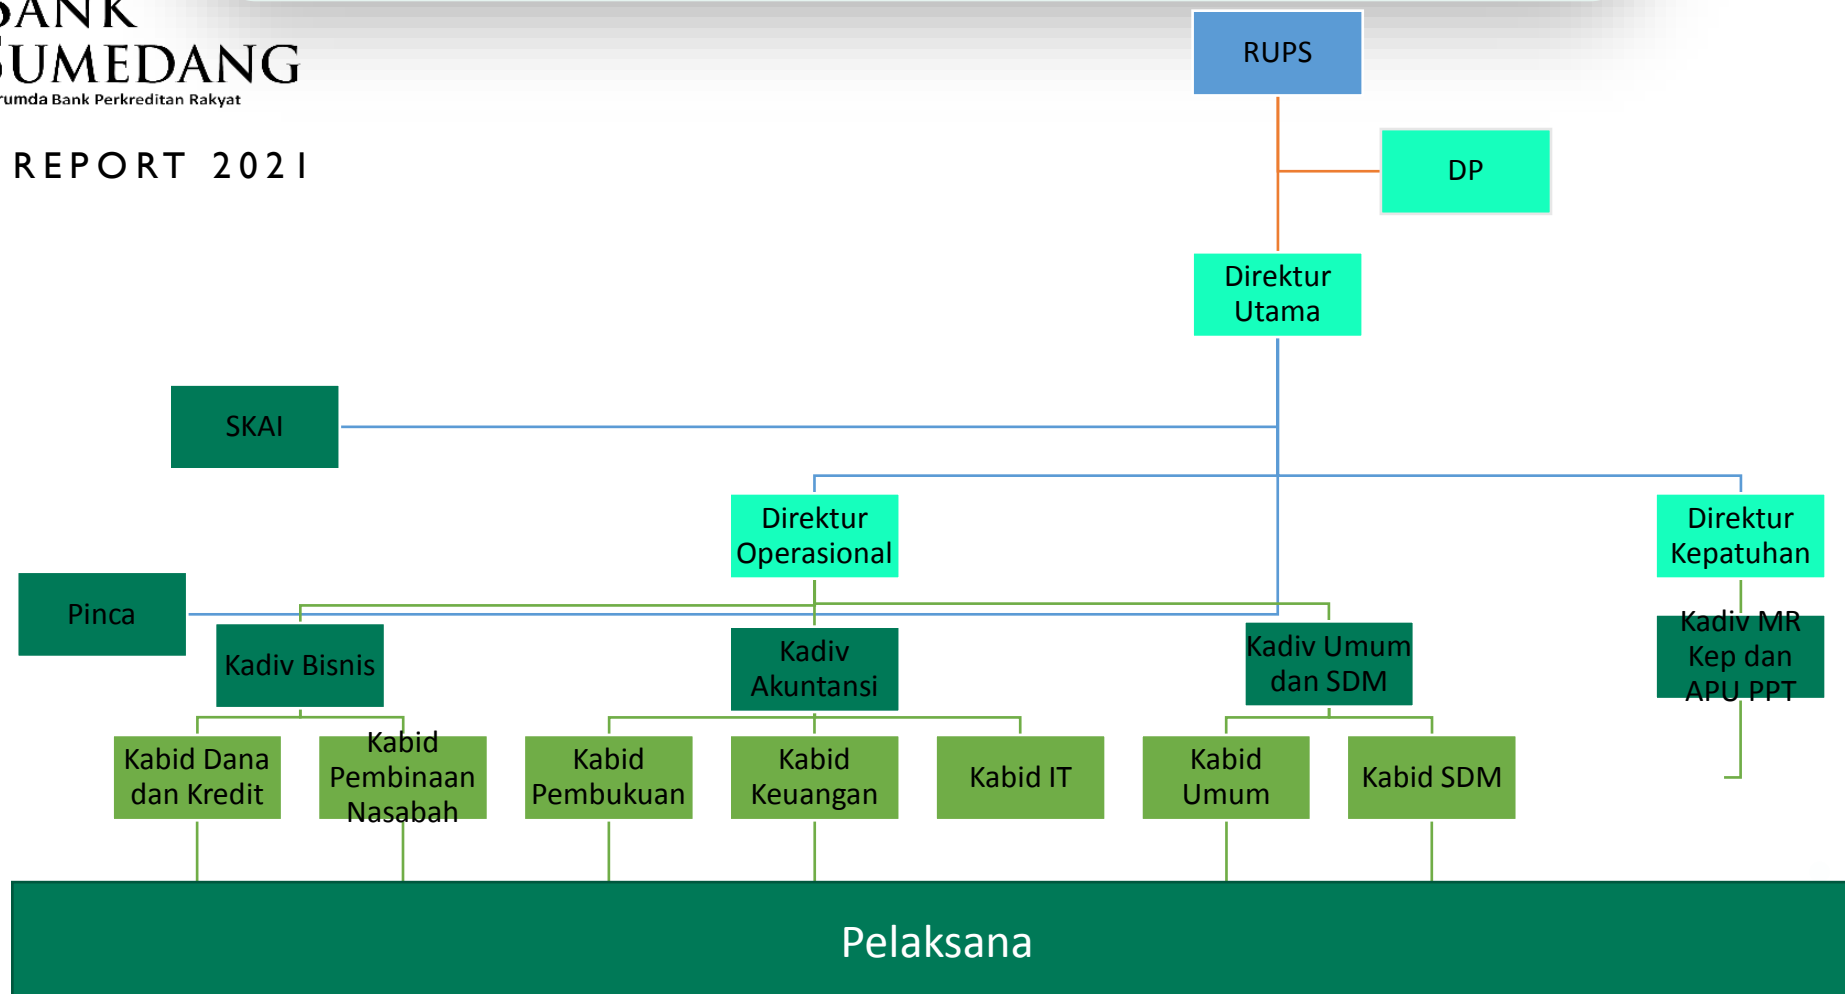 BANK
SUMEDANG
rumda Bank Perkreditan Rakyat
REPORT 2021
RUPS
DP
Direktur
Utama
SKAI
Direktur
Operasional
Direktur
Kepatuhan
Pinca
Kadiv Bisnis
Kadiv
Akuntansi
Kadiv Umum
dan SDM
Kadiv MR
Kep dan
APU PPT
Kabid Dana
dan Kredit
Kabid
Pembinaan
Nasabah
Kabid
Pembukuan
Kabid
Keuangan
Kabid IT
Kabid
Umum
Kabid SDM
Pelaksana